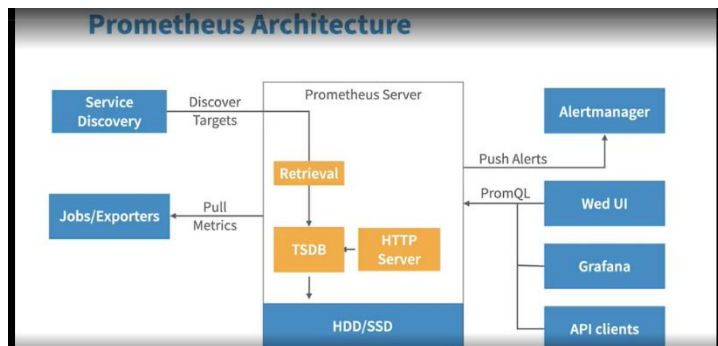 Prometheus Architecture
Service
Discovery
Discover
Targets
Prometheus Server
Alertmanager
Retrieval
Push Alerts
Jobs/Exporters
Pull
Metrics
PromQL
Wed UI
TSDB
HTTP
Server
Grafana
HDD/SSD
API clients